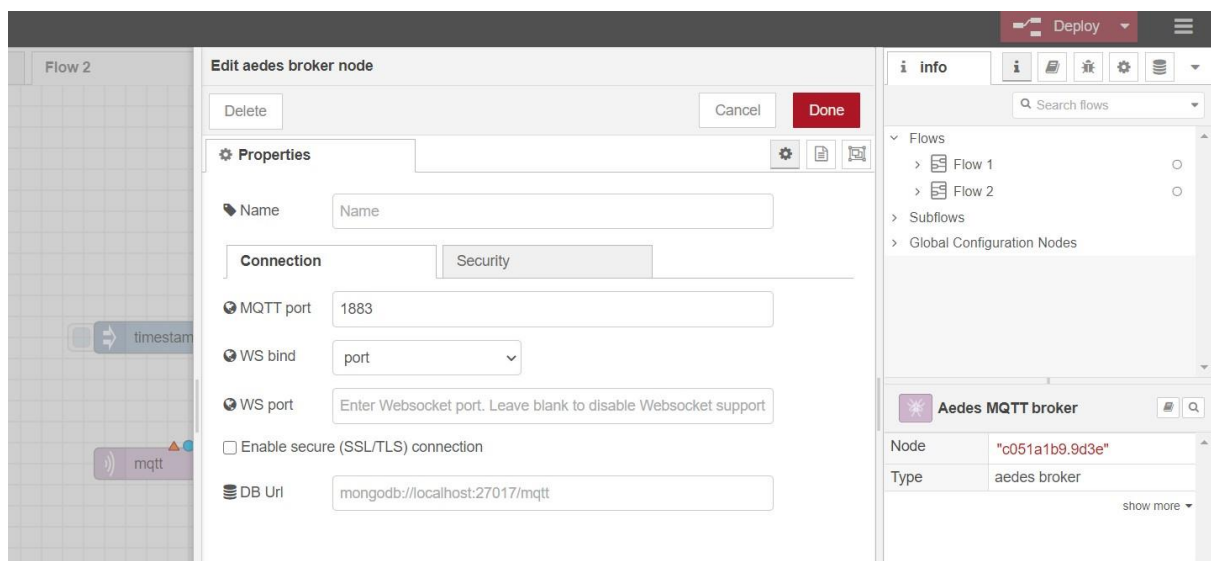 Deploy
Flow 2
Edit aedes broker node
Delete
Cancel
Done
Properties
Name
Name
Connection
Security
MQTT port
1883
WS bind
port
WS port
Enter Websocket port. Leave blank to disable Websocket support
Enable secure (SSL/TLS) connection
DB Url
mongodb://localhost:27017/mqtt
timestam
mqtt
i info
i
Search flows
Flows
Flow 1
Flow 2
Subflows
Global Configuration Nodes
Aedes MQTT broker
Node
"c051a1b9.9d3e"
Type
aedes broker
show more